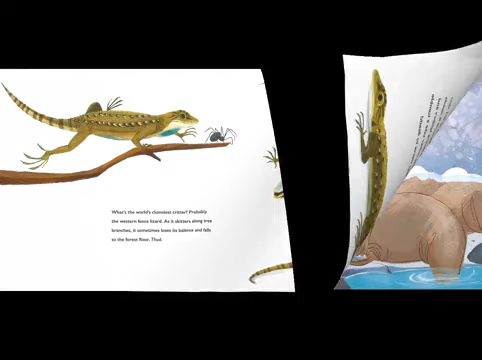 What's the world's clumsiest critter? Probably
the western fence lizard. As it skitters along tree
branches, it sometimes loses its balance and falls
to the forest floor. Thud.